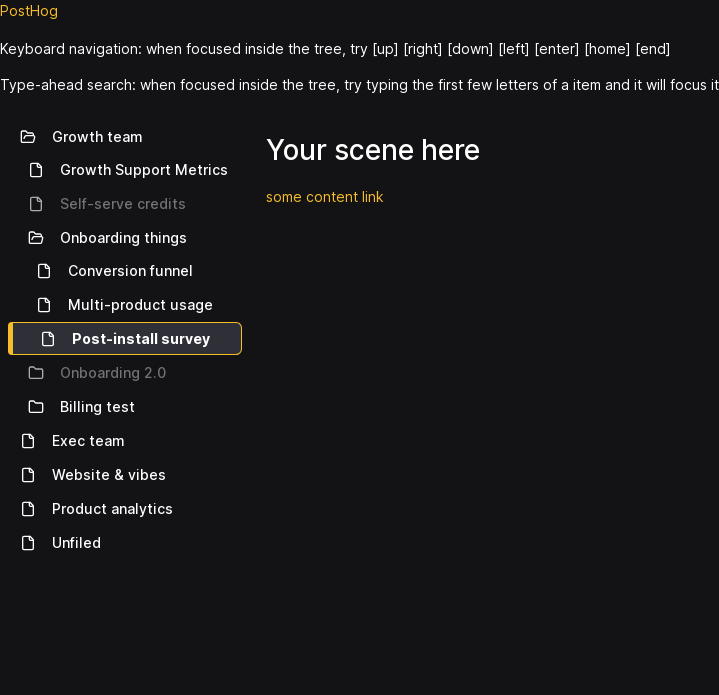 PostHog
Keyboard navigation: when focused inside the tree, try [up] [right] [down] [left] [enter] [home] [end]
Type-ahead search: when focused inside the tree, try typing the first few letters of a item and it will focus it
Growth team
Growth Support Metrics
Self-serve credits
Onboarding things
Conversion funnel
Multi-product usage
Post-install survey
Onboarding 2.0
Billing test
Exec team
Website & vibes
Product analytics
Unfiled
Your scene here
some content link